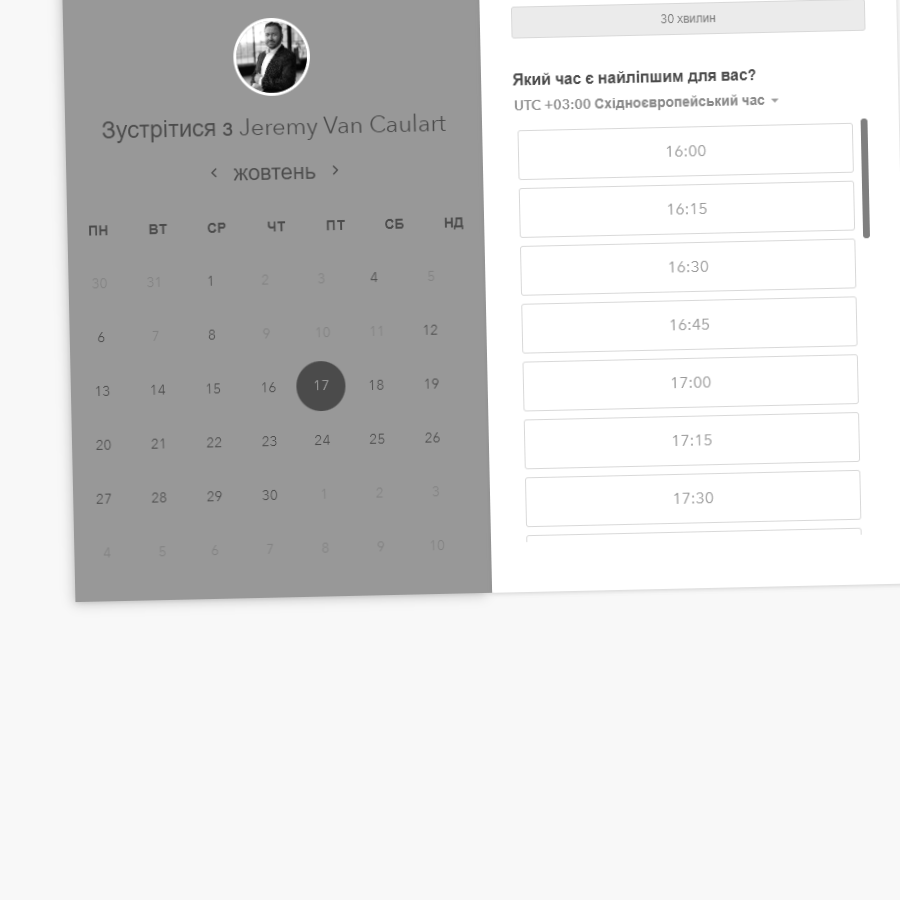 Зустрітися з Jeremy Van Caulart
‹ жовтень ›
ПН ВТ СР ЧТ ПТ СБ НД
30 31 1 2 3 4 5
6 7 8 9 10 11 12
13 14 15 16 17 18 19
20 21 22 23 24 25 26
27 28 29 30 1 2 3
4 5 6 7 8 9 10
30 хвилин
Який час є найліпшим для вас?
UTC +03:00 Східноєвропейський час
16:00
16:15
16:30
16:45
17:00
17:15
17:30